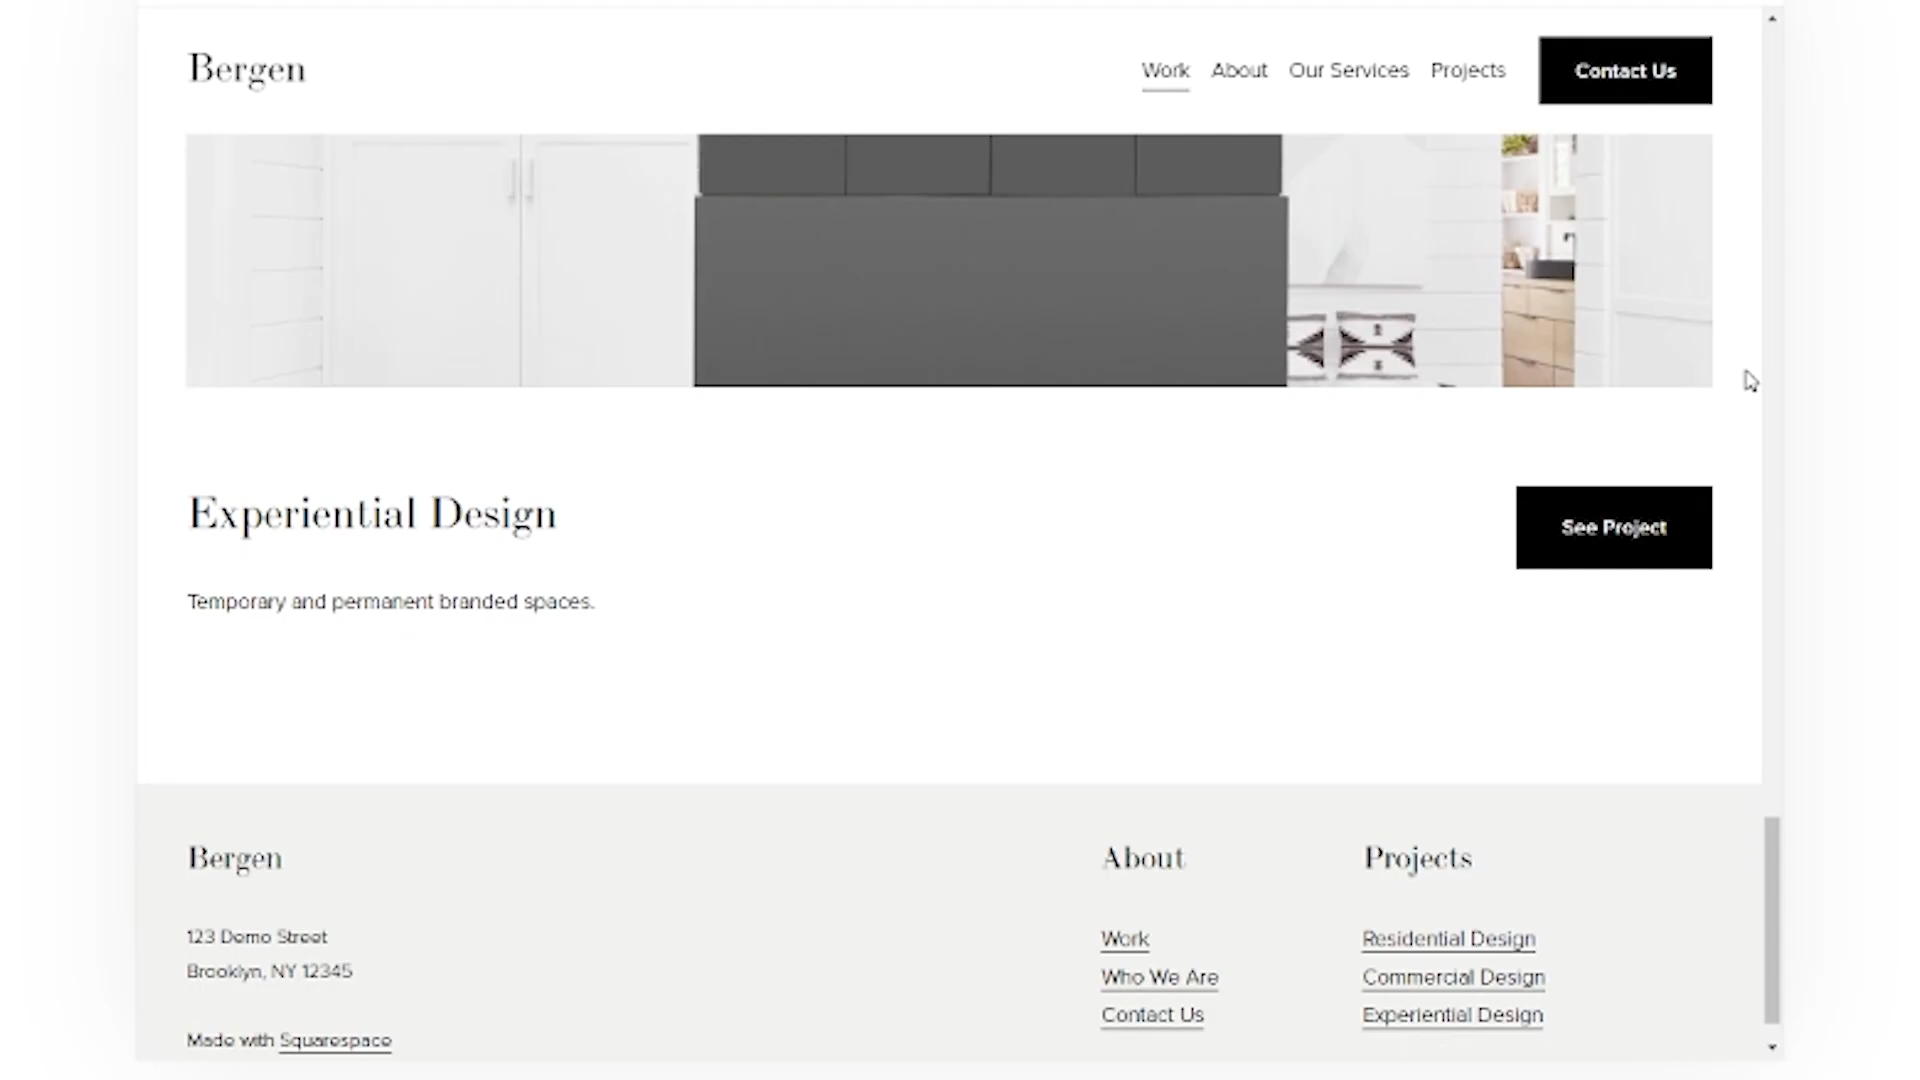 Bergen
Work About Our Services Projects Contact Us
Experiential Design
See Project
Temporary and permanent branded spaces.
Bergen
123 Demo Street
Brooklyn, NY 12345
Made with Squarespace
About
Work
Who We Are
Contact Us
Projects
Residential Design
Commercial Design
Experiential Design